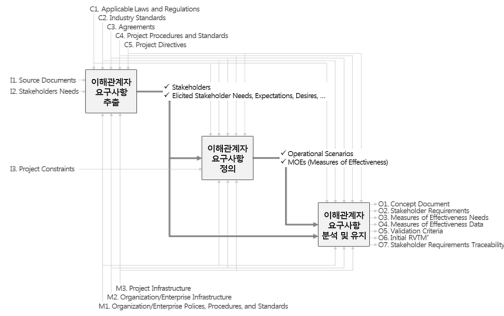 C1. Applicable Laws and Regulations
C2. Industry Standards
C3. Agreements
C4. Project Procedures and Standards
C5. Project Directives
I1. Source Documents
I2. Stakeholders Needs
이해관계자
요구사항
추출
✓ Stakeholders
✓ Elicited Stakeholder Needs, Expectations, Desires, ...
I3. Project Constraints
이해관계자
요구사항
정의
✓ Operational Scenarios
✓ MOEs (Measures of Effectiveness)
이해관계자
요구사항
분석 및 유지
O1. Concept Document
O2. Stakeholder Requirements
O3. Measures of Effectiveness Needs
O4. Measures of Effectiveness Data
O5. Validation Criteria
O6. Initial RVTM"
O7. Stakeholder Requirements Traceability
M3. Project Infrastructure
M2. Organization/Enterprise Infrastructure
M1. Organization/Enterprise Polices, Procedures, and Standards